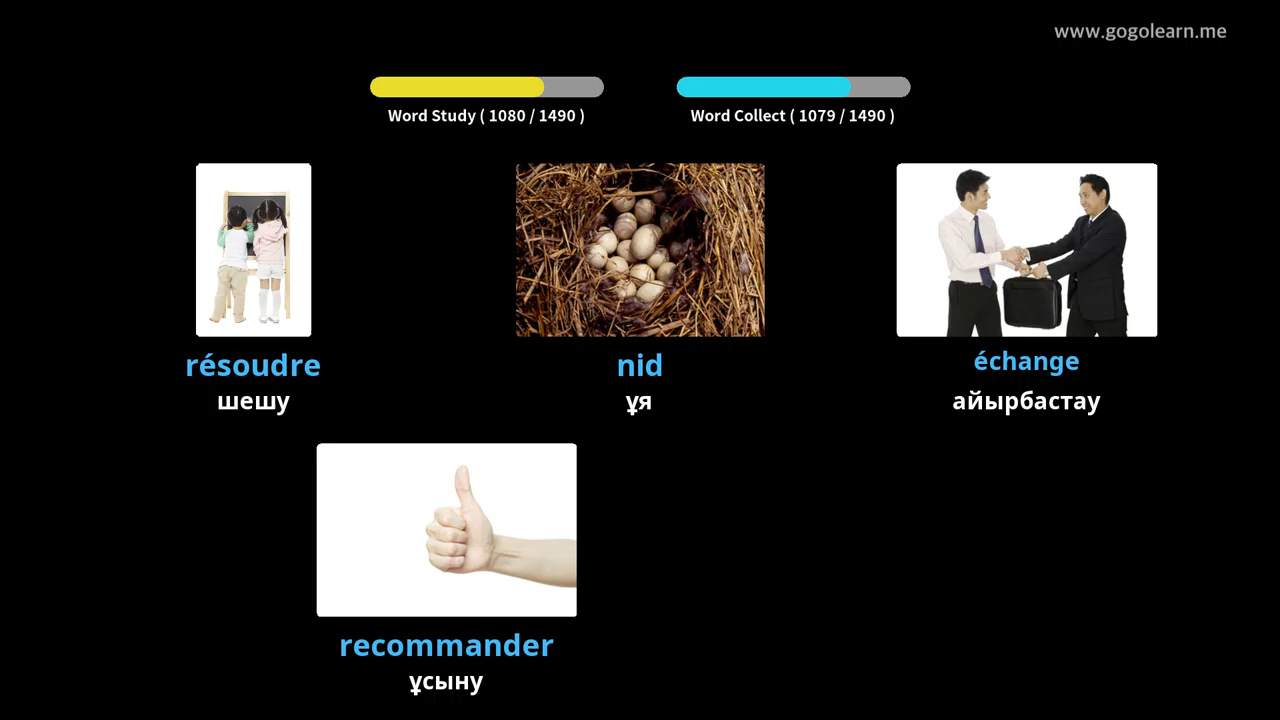 www.gogolearn.me
Word Study ( 1080 / 1490 )
Word Collect ( 1079 / 1490 )
résoudre
шешу
nid
ұя
échange
айырбастау
recommander
ұсыну